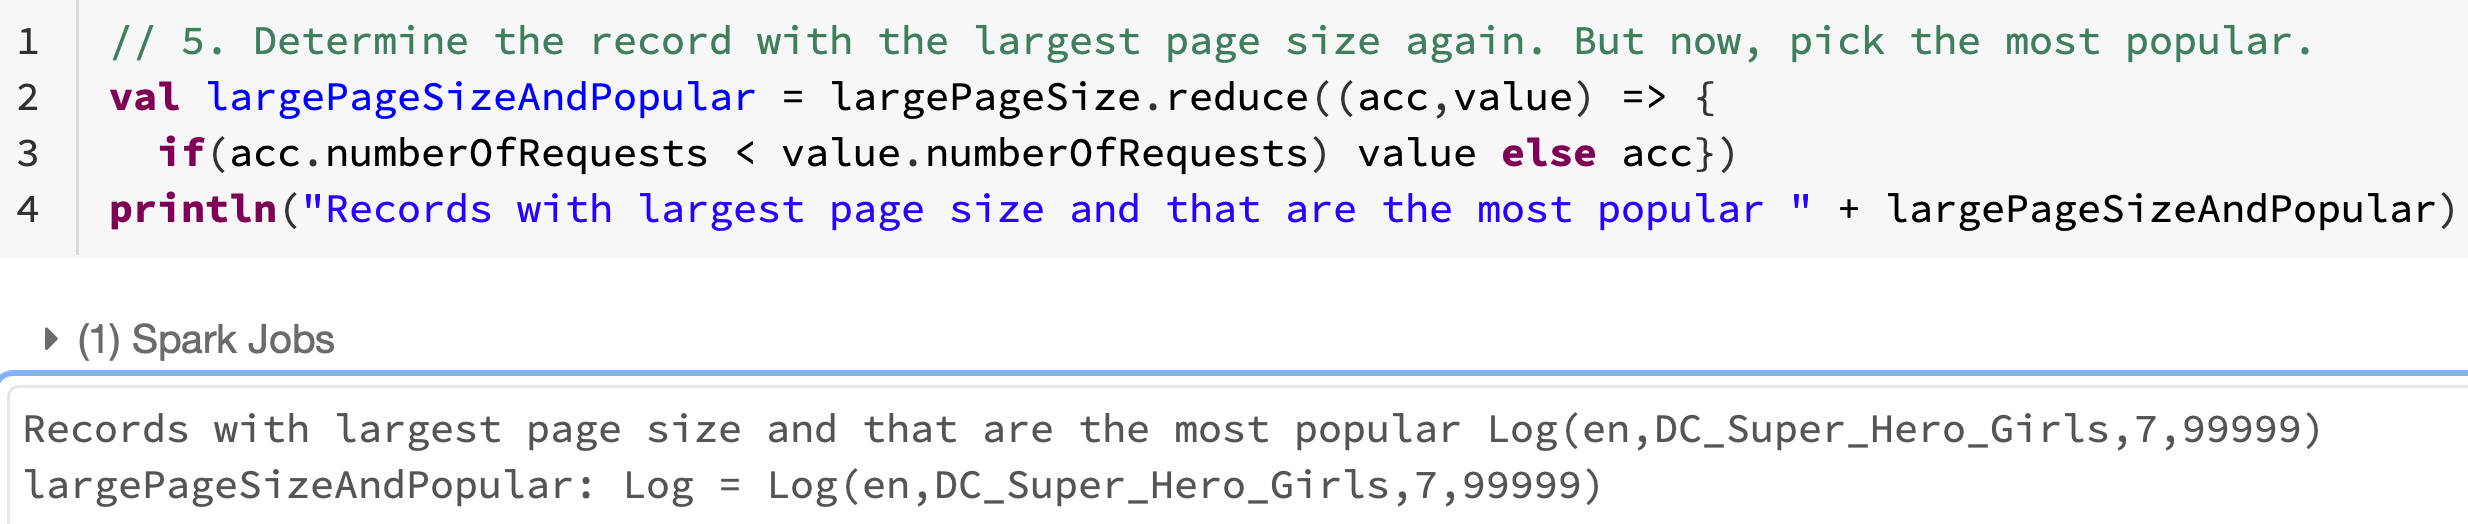 1 // 5. Determine the record with the largest page size again. But now, pick the most popular.
2 val largePageSizeAndPopular = largePageSize.reduce((acc,value) => {
3   if(acc.numberOfRequests < value.numberOfRequests) value else acc})
4 println("Records with largest page size and that are the most popular " + largePageSizeAndPopular)
(1) Spark Jobs
Records with largest page size and that are the most popular Log(en,DC_Super_Hero_Girls,7,99999)
largePageSizeAndPopular: Log = Log(en,DC_Super_Hero_Girls,7,99999)